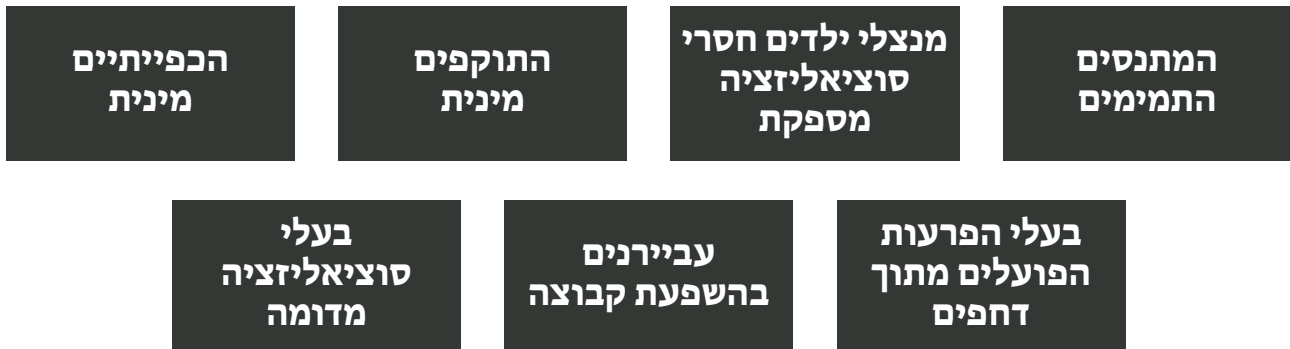 המתנסים
התמימים
מנצלי ילדים חסרי
סוציאליזציה
מספקת
התוקפים
מינית
הכפייתיים
מינית
בעלי הפרעות
הפועלים מתוך
דחפים
עביירנים
בהשפעת קבוצה
בעלי
סוציאליזציה
מדומה